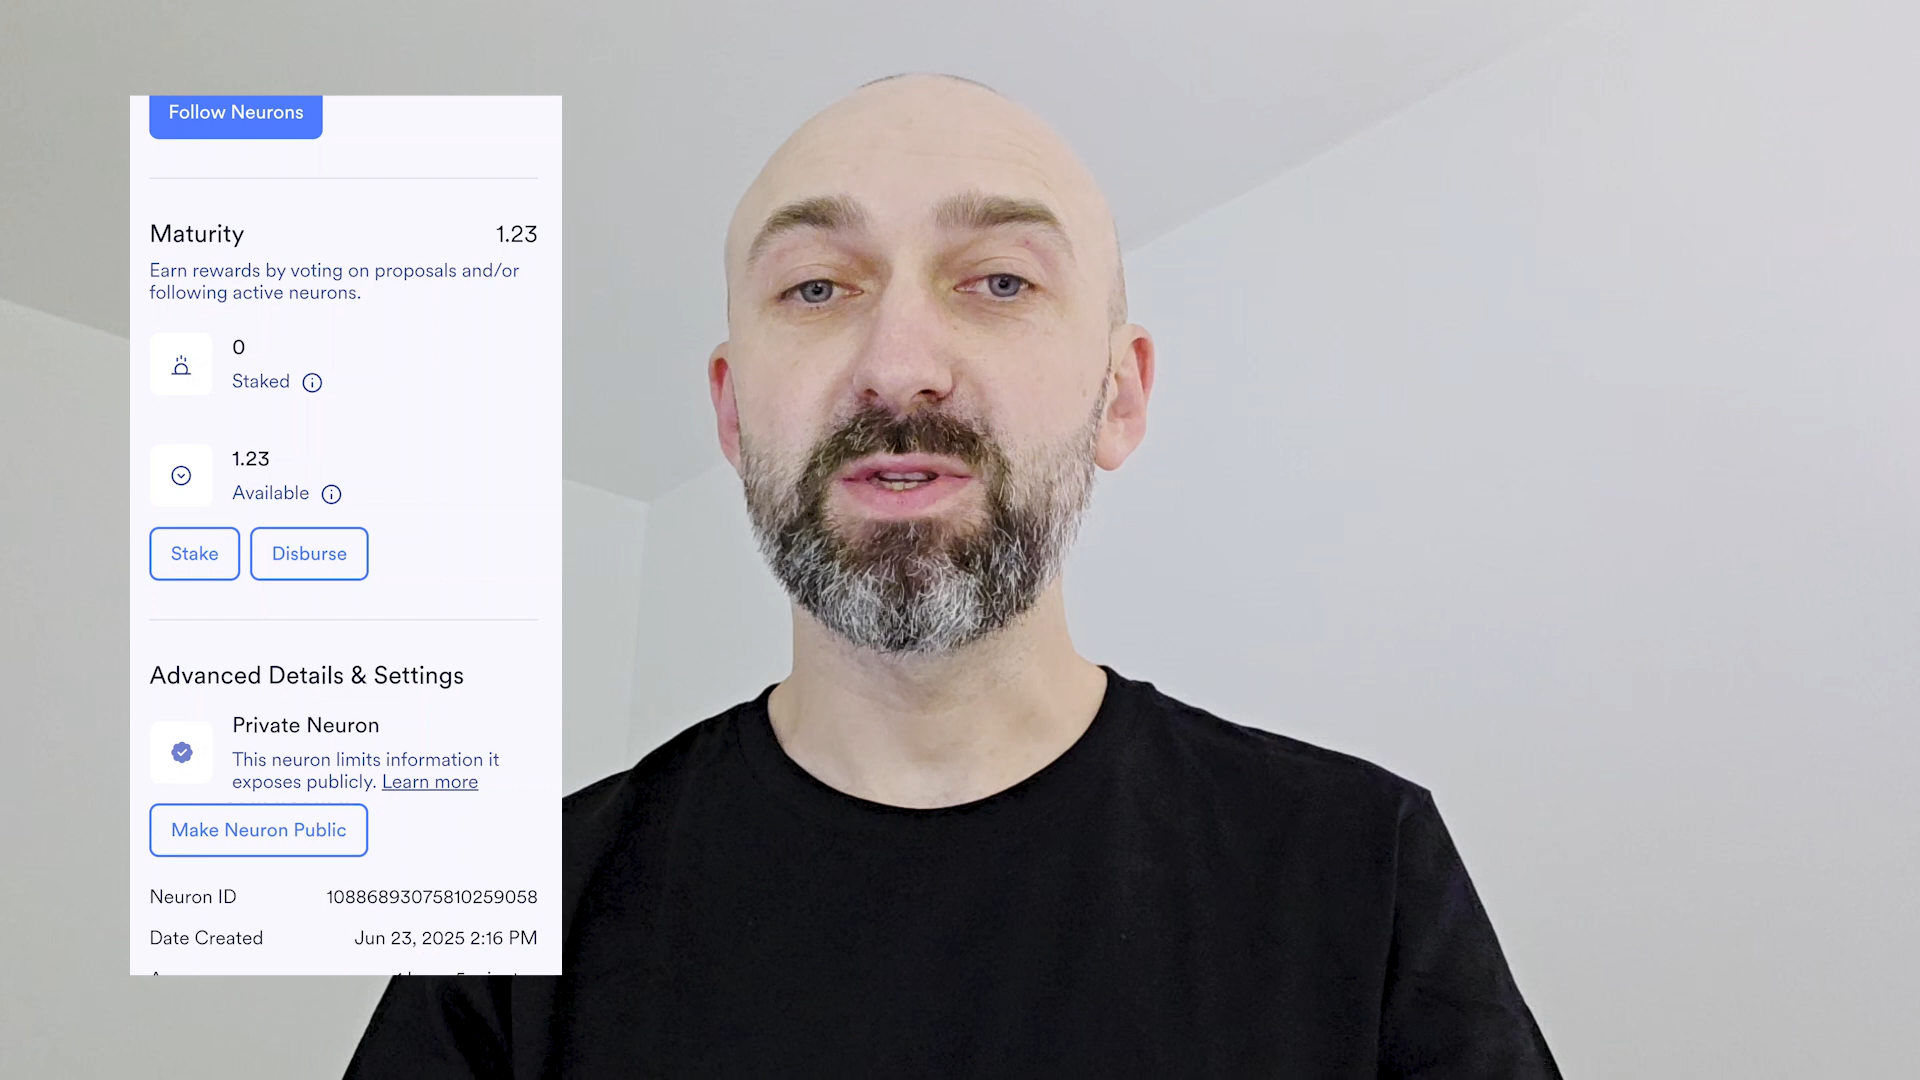 Follow Neurons
Maturity 1.23
Earn rewards by voting on proposals and/or
following active neurons.
0
Staked
1.23
Available
Stake Disburse
Advanced Details & Settings
Private Neuron
This neuron limits information it
exposes publicly. Learn more
Make Neuron Public
Neuron ID 10886893075810259058
Date Created Jun 23, 2025 2:16 PM